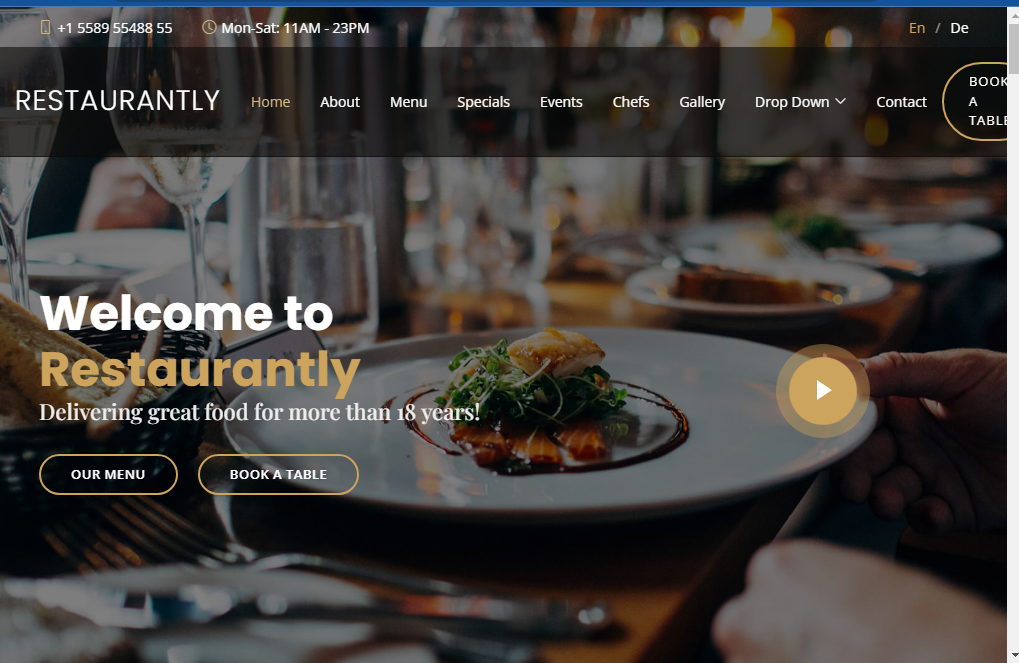 +1 5589 55488 55 Mon-Sat: 11AM - 23PM En / De
RESTAURANTLY Home About Menu Specials Events Chefs Gallery Drop Down Contact
BOOK
A
TABLE
Welcome to
Restaurantly
Delivering great food for more than 18 years!
OUR MENU BOOK A TABLE